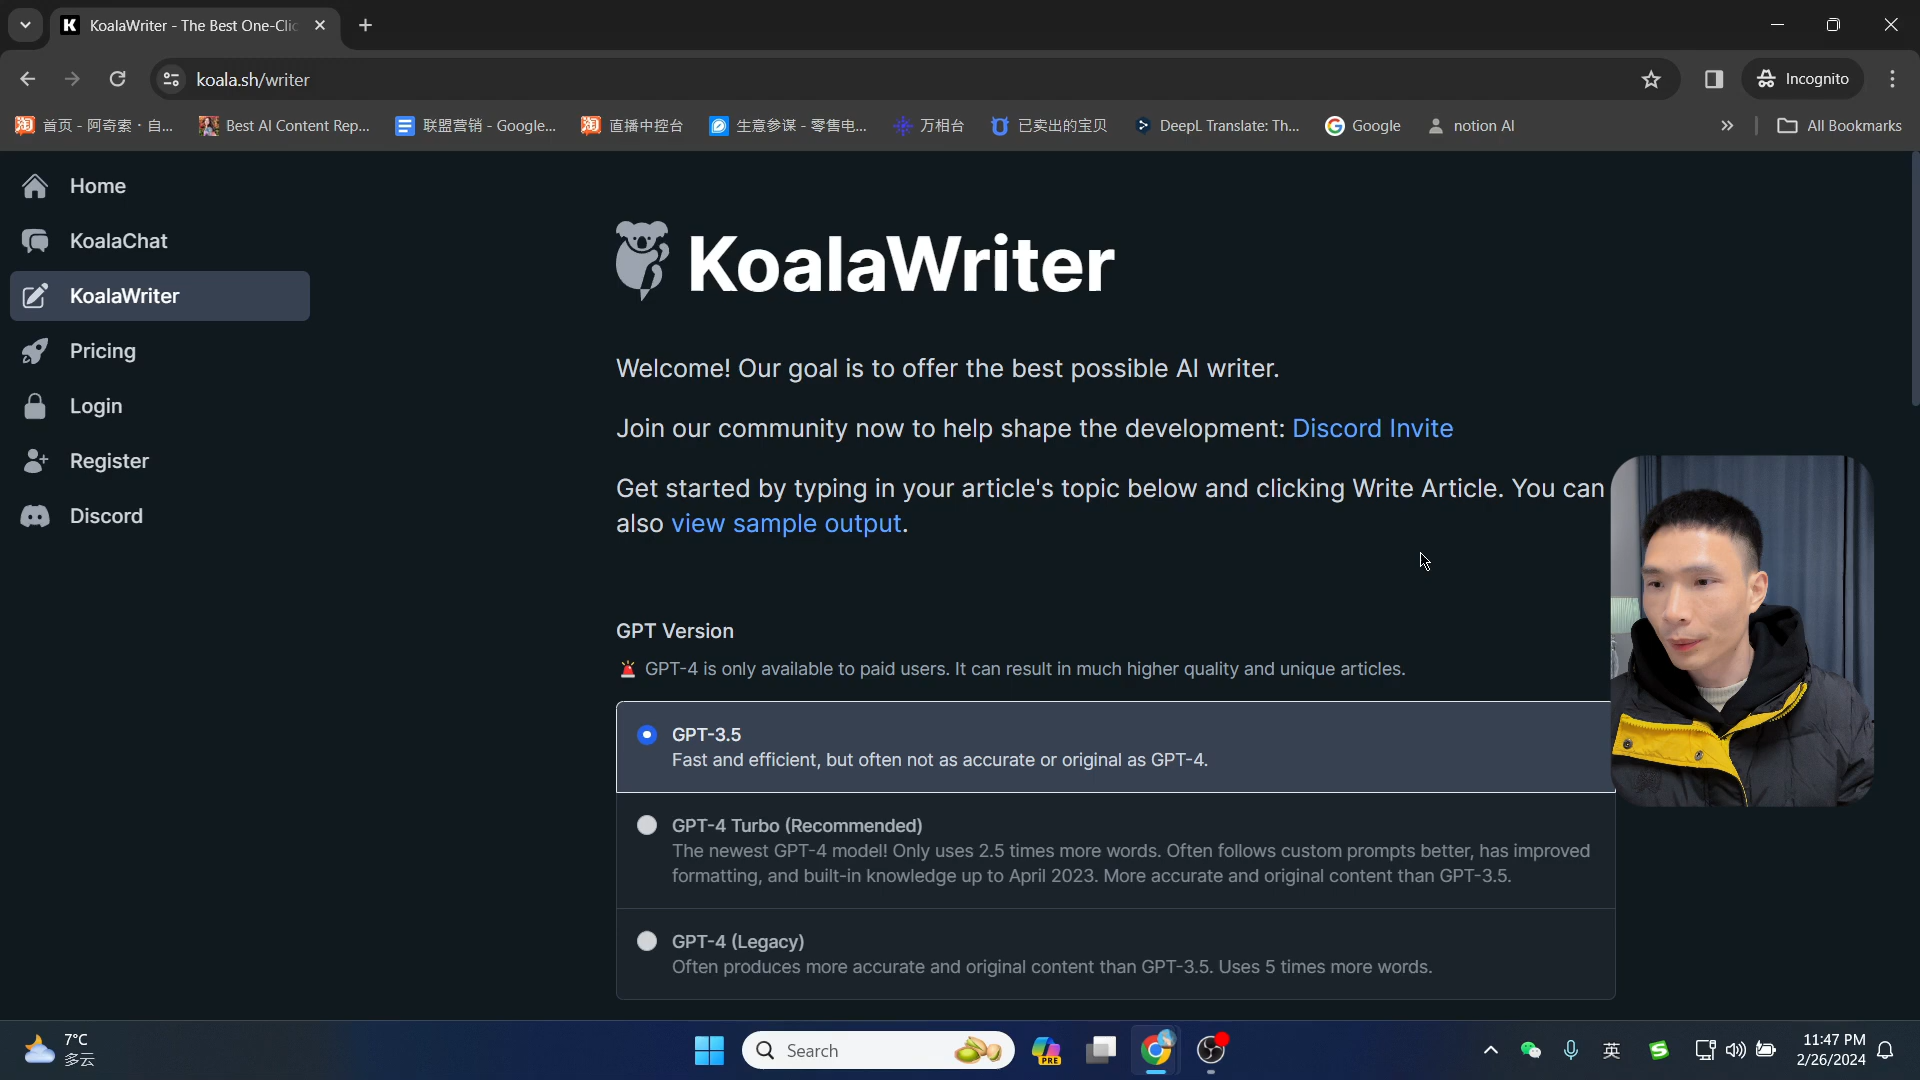 K KoalaWriter - The Best One-Clic
koala.sh/writer
Incognito
首页 - 阿奇索 · 自...
Best AI Content Rep...
联盟营销 - Google...
直播中控台
生意参谋 - 零售电...
万相台
已卖出的宝贝
DeepL Translate: Th...
Google
notion AI
All Bookmarks
Home
KoalaChat
KoalaWriter
Pricing
Login
Register
Discord
KoalaWriter
Welcome! Our goal is to offer the best possible AI writer.
Join our community now to help shape the development: Discord Invite
Get started by typing in your article's topic below and clicking Write Article. You can
also view sample output.
GPT Version
GPT-4 is only available to paid users. It can result in much higher quality and unique articles.
GPT-3.5
Fast and efficient, but often not as accurate or original as GPT-4.
GPT-4 Turbo (Recommended)
The newest GPT-4 model! Only uses 2.5 times more words. Often follows custom prompts better, has improved
formatting, and built-in knowledge up to April 2023. More accurate and original content than GPT-3.5.
GPT-4 (Legacy)
Often produces more accurate and original content than GPT-3.5. Uses 5 times more words.
7°C
多云
Search
PRE
英
S
11:47 PM
2/26/2024